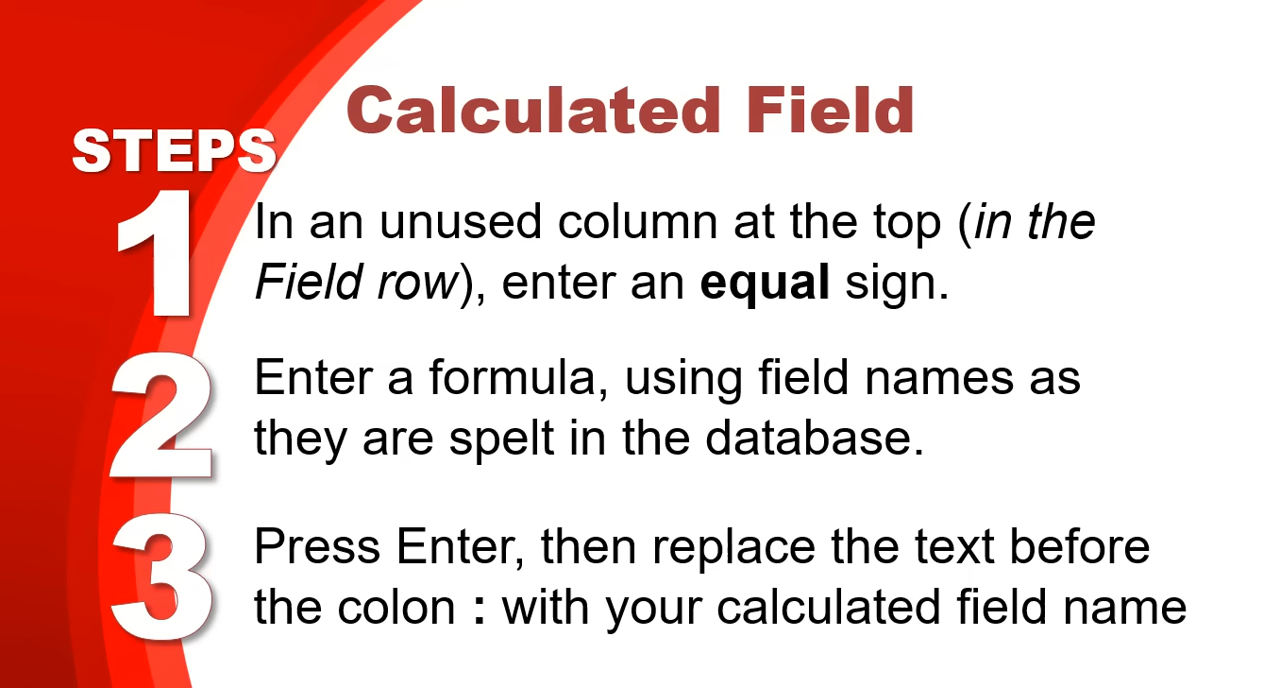 Calculated Field
STEPS
1
In an unused column at the top (in the
Field row), enter an equal sign.
2
Enter a formula, using field names as
they are spelt in the database.
3
Press Enter, then replace the text before
the colon : with your calculated field name